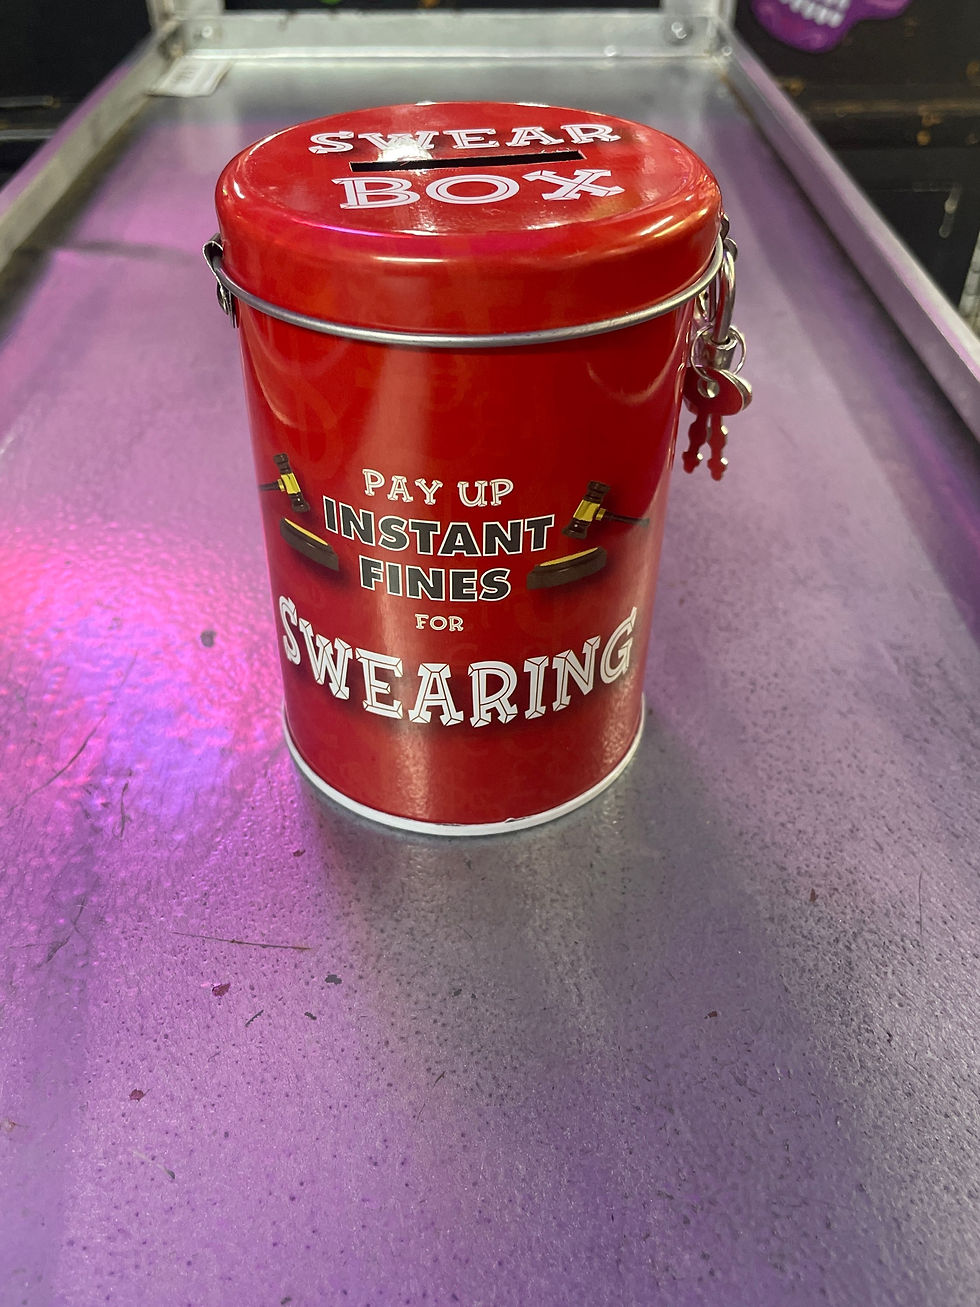 SWEAR
BOX
PAY UP
INSTANT
FINES
FOR
SWEARING